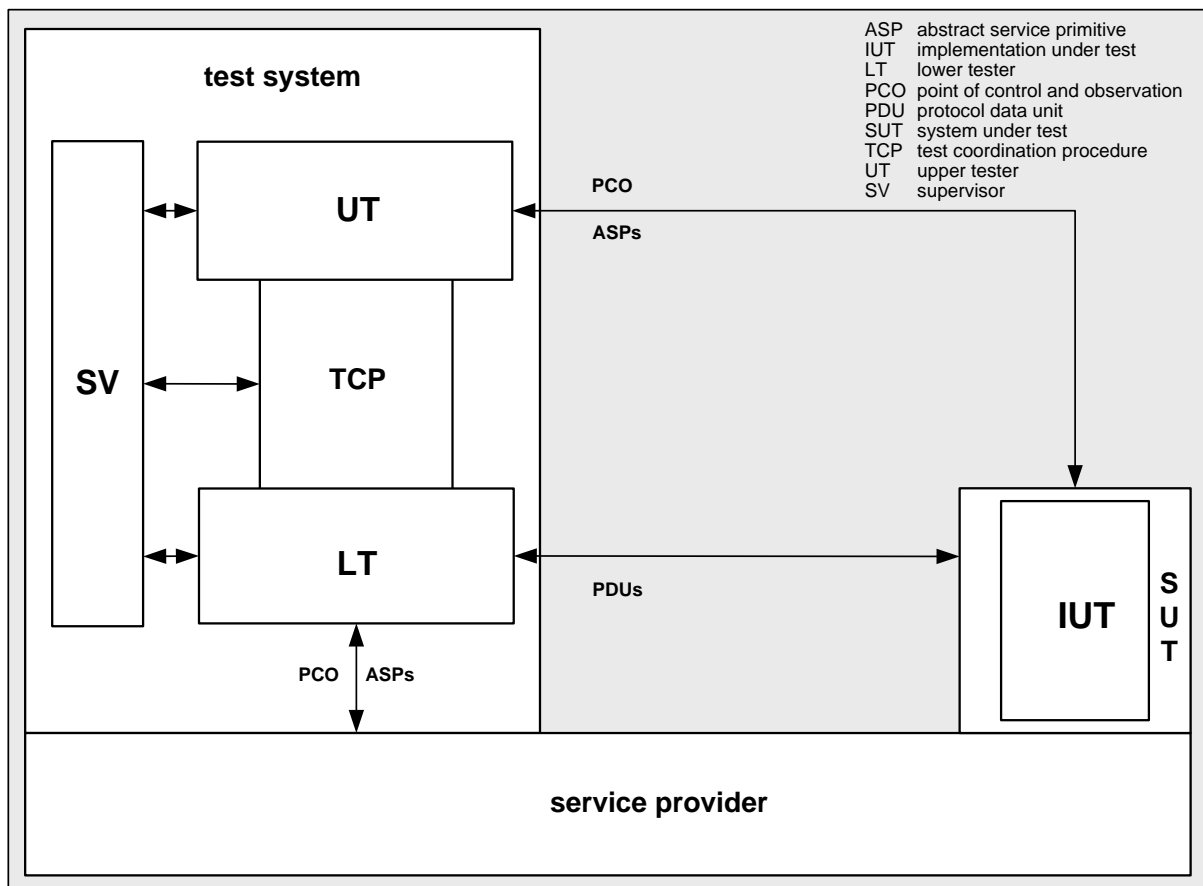 ASP abstract service primitive
IUT implementation under test
LT lower tester
PCO point of control and observation
PDU protocol data unit
SUT system under test
TCP test coordination procedure
UT upper tester
SV supervisor
test system
UT
PCO
ASPs
SV
TCP
LT
PDUs
IUT
S
U
T
PCO ASPs
service provider